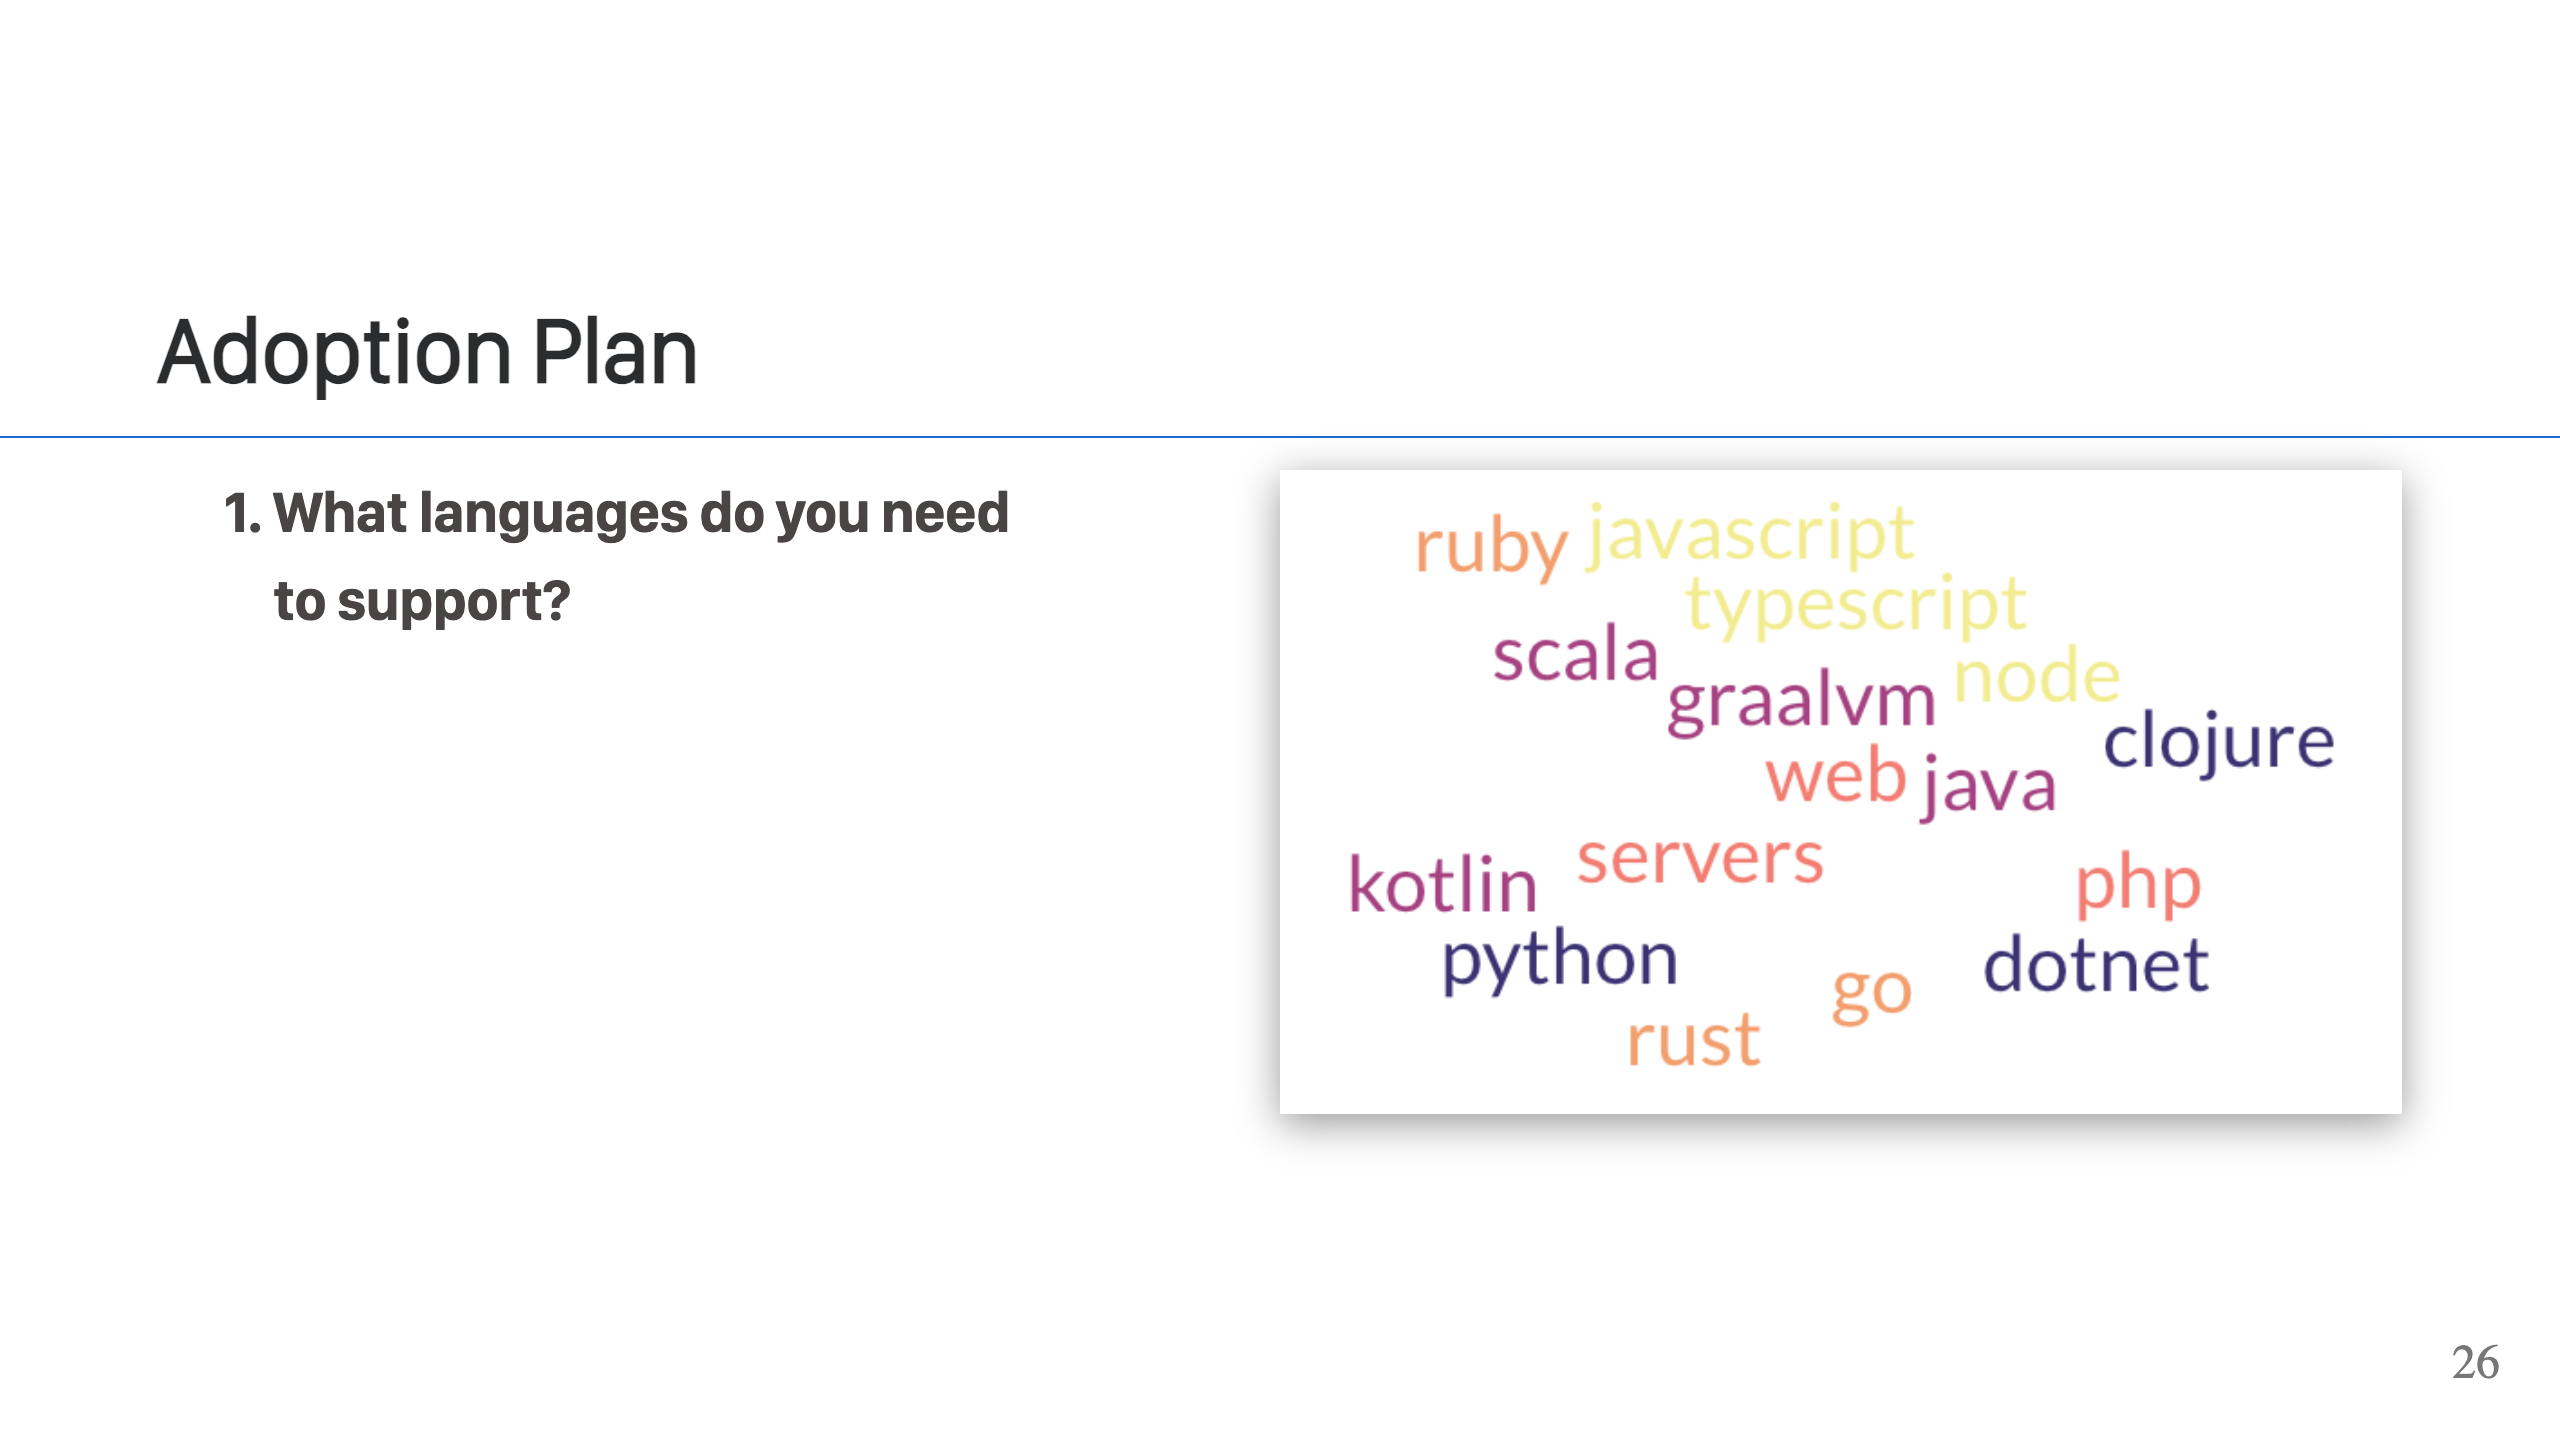 Adoption Plan
1. What languages do you need
to support?
ruby javascript
typescript
scala
graalvm node
clojure
web java
servers
kotlin php
python dotnet
go
rust
26